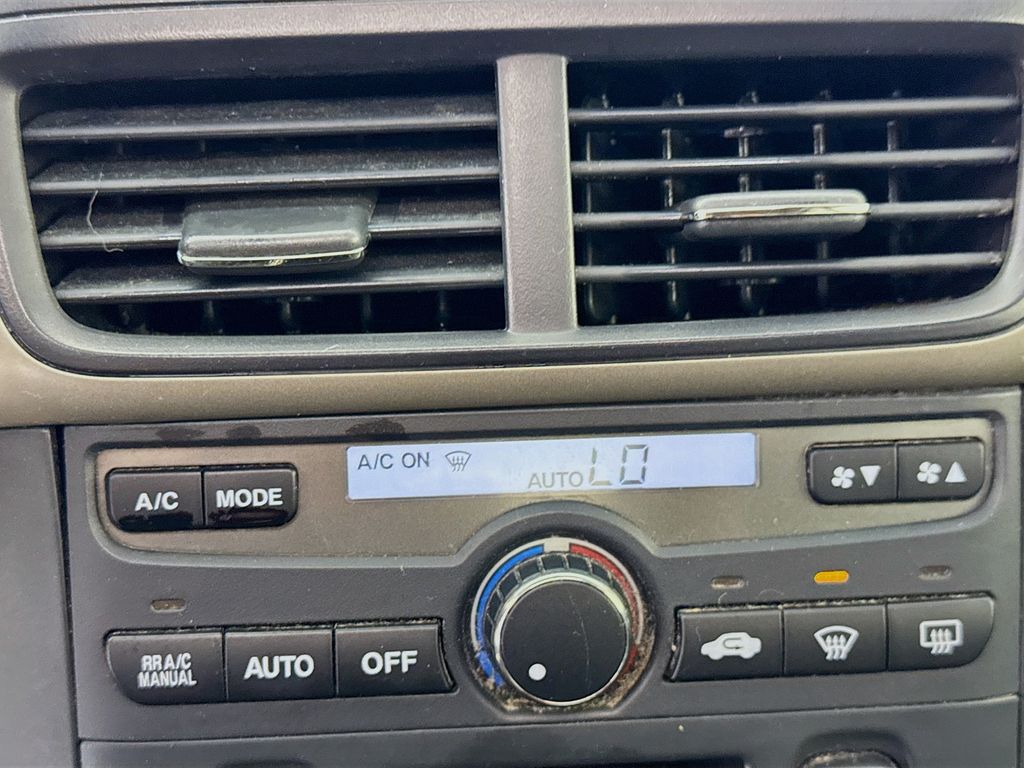 A/C ON
AUTO LO
A/C
MODE
RR A/C
MANUAL
AUTO
OFF